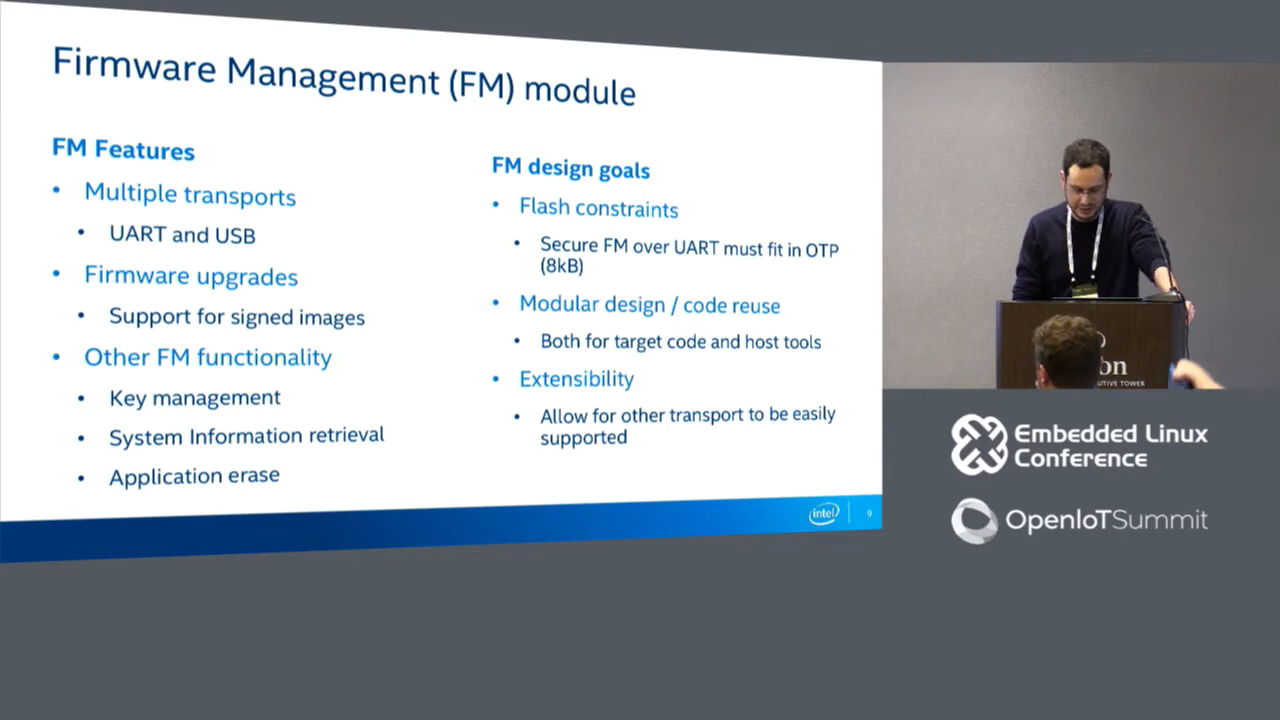 Firmware Management (FM) module
FM Features
• Multiple transports
• UART and USB
• Firmware upgrades
• Support for signed images
• Other FM functionality
• Key management
• System Information retrieval
• Application erase
FM design goals
• Flash constraints
• Secure FM over UART must fit in OTP
(8kB)
• Modular design / code reuse
• Both for target code and host tools
• Extensibility
• Allow for other transport to be easily
supported
intel
9
Embedded Linux
Conference
OpenIoTSummit